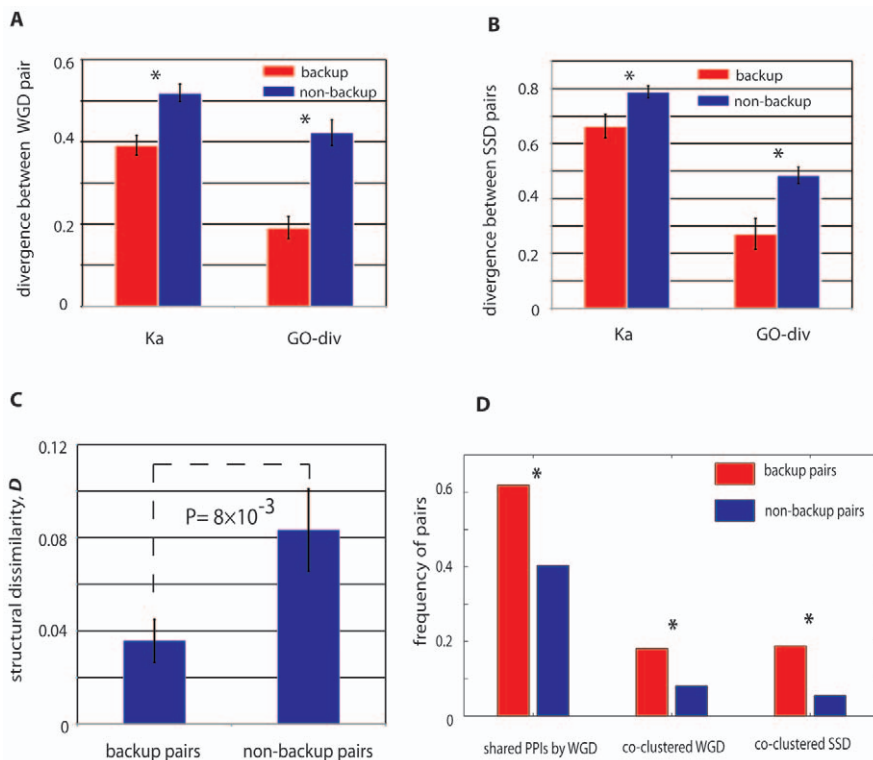 A
divergence between WGD pair
0.6
0.4
0.2
0
*
*
backup
non-backup
Ka
GO-div
B
divergence between SSD pairs
0.8
0.6
0.4
0.2
0
*
*
backup
non-backup
Ka
GO-div
C
structural dissimilarity, D
0.12
0.08
0.04
0
P= 8×10⁻³
backup pairs
non-backup pairs
D
frequency of pairs
0.6
0.4
0.2
0
*
*
*
backup pairs
non-backup pairs
shared PPIs by WGD
co-clustered WGD
co-clustered SSD